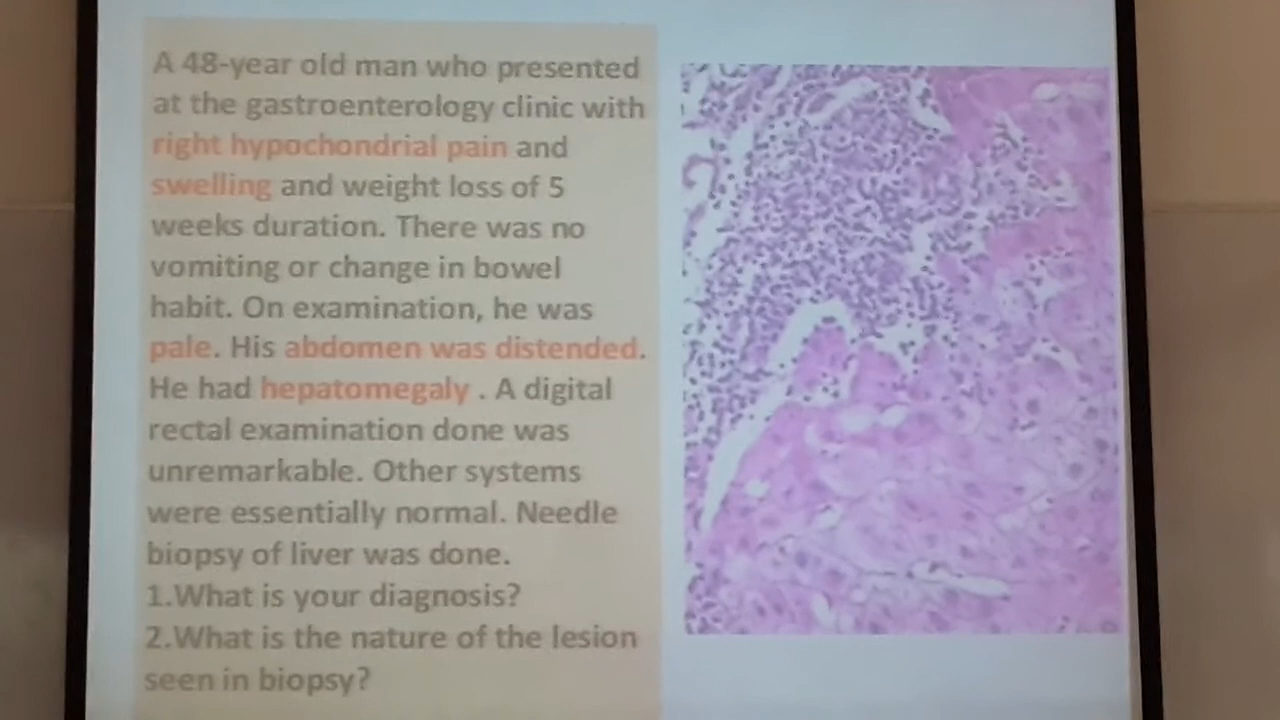 A 48-year old man who presented
at the gastroenterology clinic with
right hypochondrial pain and
swelling and weight loss of 5
weeks duration. There was no
vomiting or change in bowel
habit. On examination, he was
pale. His abdomen was distended.
He had hepatomegaly . A digital
rectal examination done was
unremarkable. Other systems
were essentially normal. Needle
biopsy of liver was done.
1.What is your diagnosis?
2.What is the nature of the lesion
seen in biopsy?